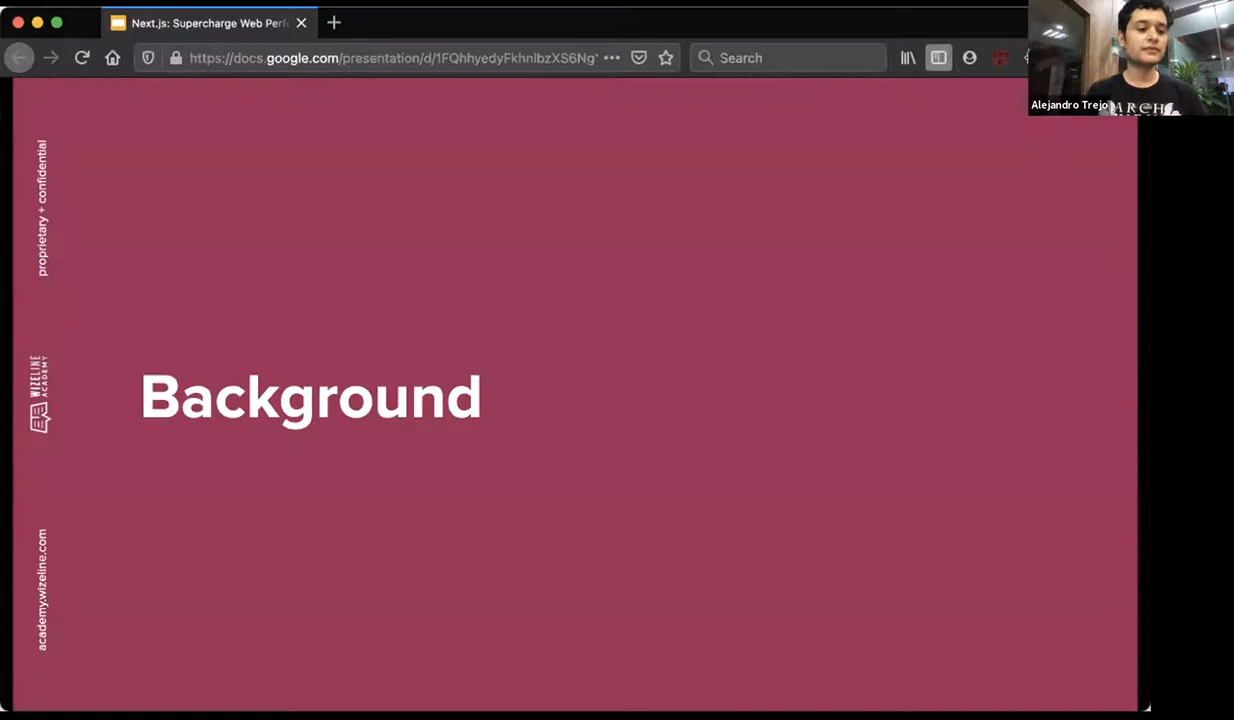 Next.js: Supercharge Web Perf
https://docs.google.com/presentation/d/1FQhhyedyFkhnlbzXS6Ng
Search
Alejandro Trejo
ARCH
proprietary + confidential
WIZELINE
ACADEMY
academy.wizeline.com
Background